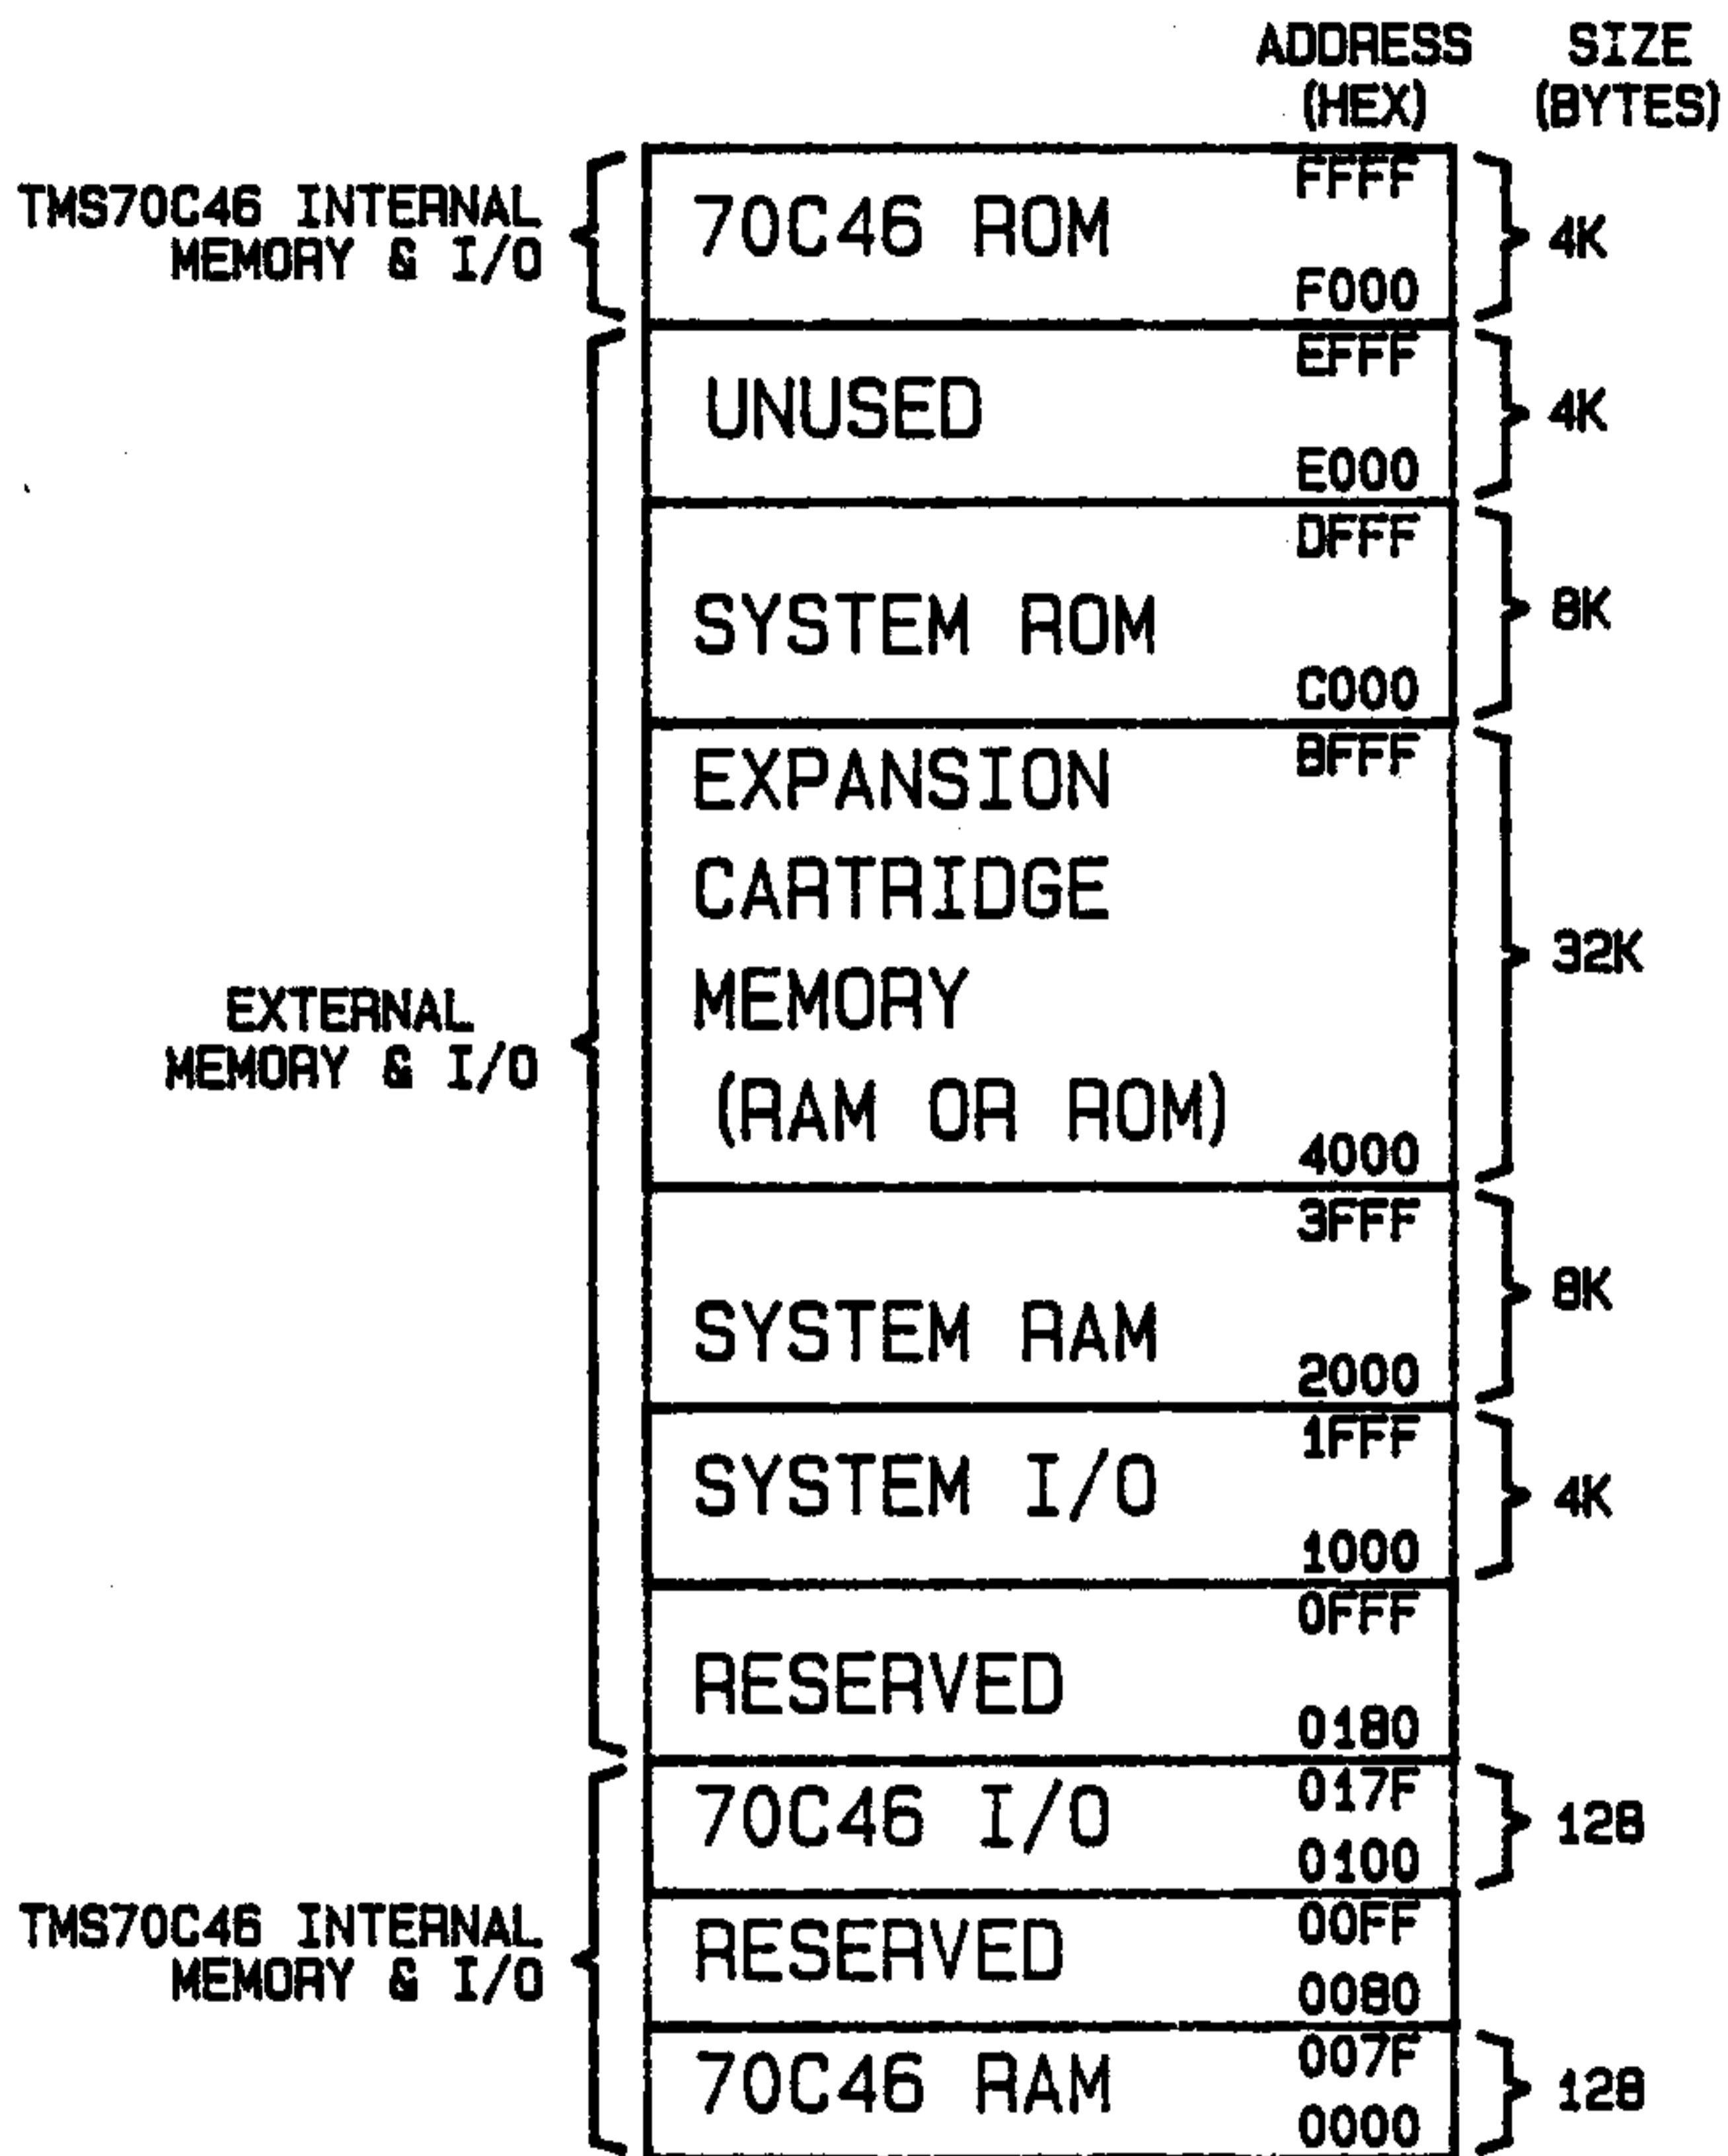 ADDRESS SIZE
(HEX) (BYTES)
FFFF
TMS70C46 INTERNAL 70C46 ROM 4K
MEMORY & I/O
F000
EFFF
UNUSED 4K
E000
DFFF
SYSTEM ROM 8K
C000
EXPANSION BFFF
CARTRIDGE
32K
MEMORY
EXTERNAL
MEMORY & I/O
(RAM OR ROM)
4000
3FFF
8K
SYSTEM RAM
2000
1FFF
SYSTEM I/O 4K
1000
0FFF
RESERVED
0180
017F
70C46 I/O 128
0100
00FF
TMS70C46 INTERNAL RESERVED
MEMORY & I/O
0080
007F
70C46 RAM 128
0000